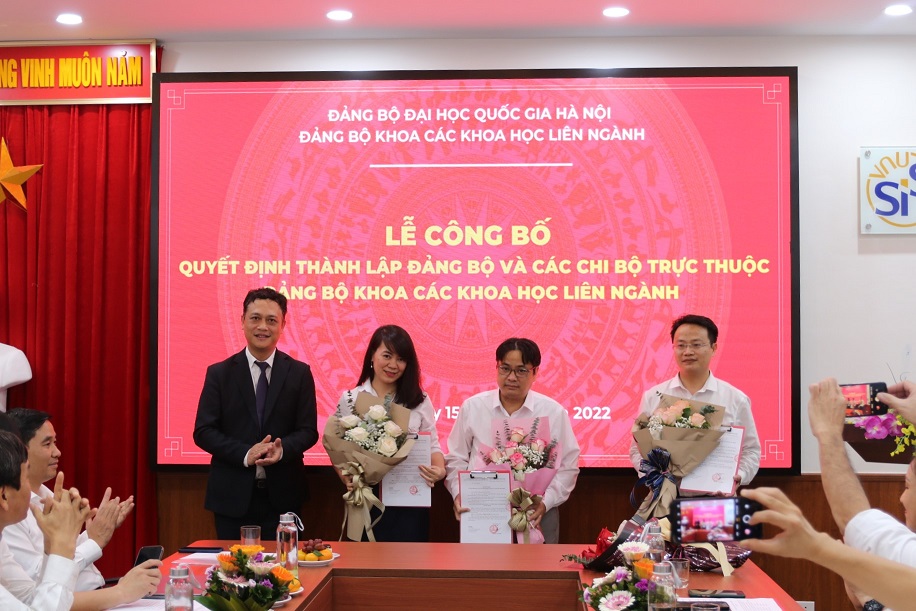 NG VINH MUÔN NĂM
ĐẢNG BỘ ĐẠI HỌC QUỐC GIA HÀ NỘI
ĐẢNG BỘ KHOA CÁC KHOA HỌC LIÊN NGÀNH
LỄ CÔNG BỐ
QUYẾT ĐỊNH THÀNH LẬP ĐẢNG BỘ VÀ CÁC CHI BỘ TRỰC THUỘC
ĐẢNG BỘ KHOA CÁC KHOA HỌC LIÊN NGÀNH
y 15 2022
VNU
SiS